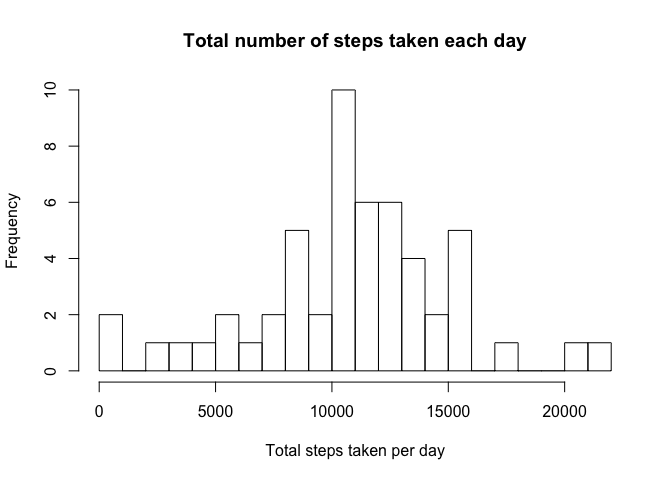 Total number of steps taken each day
Frequency
10
8
6
4
2
0
0 5000 10000 15000 20000
Total steps taken per day